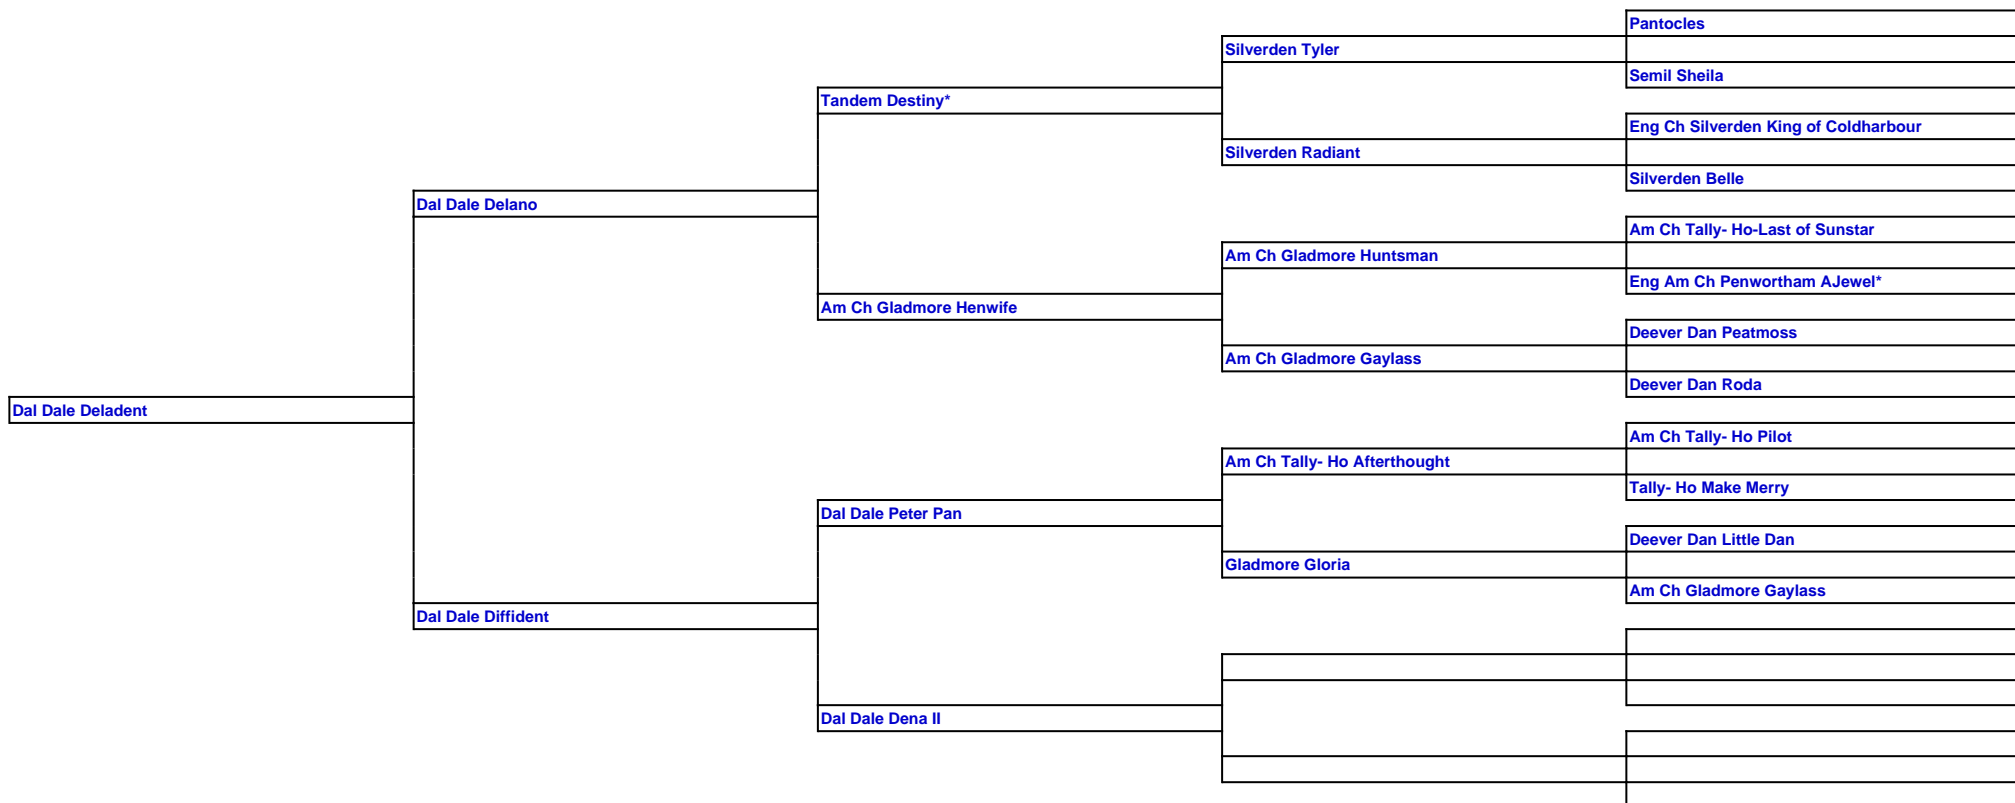 Pantocles
Silverden Tyler
Semil Sheila
Tandem Destiny*
Eng Ch Silverden King of Coldharbour
Silverden Radiant
Silverden Belle
Dal Dale Delano
Am Ch Tally- Ho-Last of Sunstar
Am Ch Gladmore Huntsman
Eng Am Ch Penwortham AJewel*
Am Ch Gladmore Henwife
Deever Dan Peatmoss
Am Ch Gladmore Gaylass
Deever Dan Roda
Dal Dale Deladent
Am Ch Tally- Ho Pilot
Am Ch Tally- Ho Afterthought
Tally- Ho Make Merry
Dal Dale Peter Pan
Deever Dan Little Dan
Gladmore Gloria
Am Ch Gladmore Gaylass
Dal Dale Diffident
Dal Dale Dena II